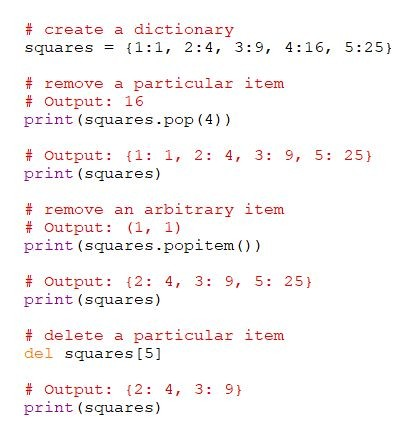 # create a dictionary
squares = {1:1, 2:4, 3:9, 4:16, 5:25}
# remove a particular item
# Output: 16
print(squares.pop(4))
# Output: {1: 1, 2: 4, 3: 9, 5: 25}
print(squares)
# remove an arbitrary item
# Output: (1, 1)
print(squares.popitem())
# Output: {2: 4, 3: 9, 5: 25}
print(squares)
# delete a particular item
del squares[5]
# Output: {2: 4, 3: 9}
print(squares)